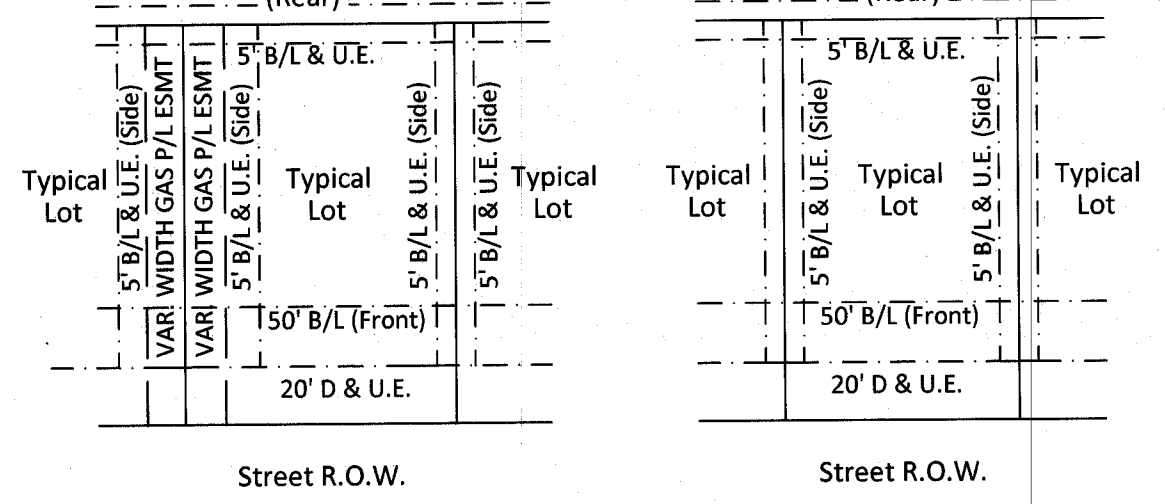 (Rear)
5' B/L & U.E.
5' B/L & U.E. (Side)
VAR. WIDTH GAS P/L ESMT
VAR. WIDTH GAS P/L ESMT
5' B/L & U.E. (Side)
5' B/L & U.E. (Side)
5' B/L & U.E. (Side)
Typical
Lot
Typical
Lot
Typical
Lot
50' B/L (Front)
20' D & U.E.
Street R.O.W.
(Rear)
5' B/L & U.E.
5' B/L & U.E. (Side)
5' B/L & U.E. (Side)
Typical
Lot
Typical
Lot
Typical
Lot
50' B/L (Front)
20' D & U.E.
Street R.O.W.